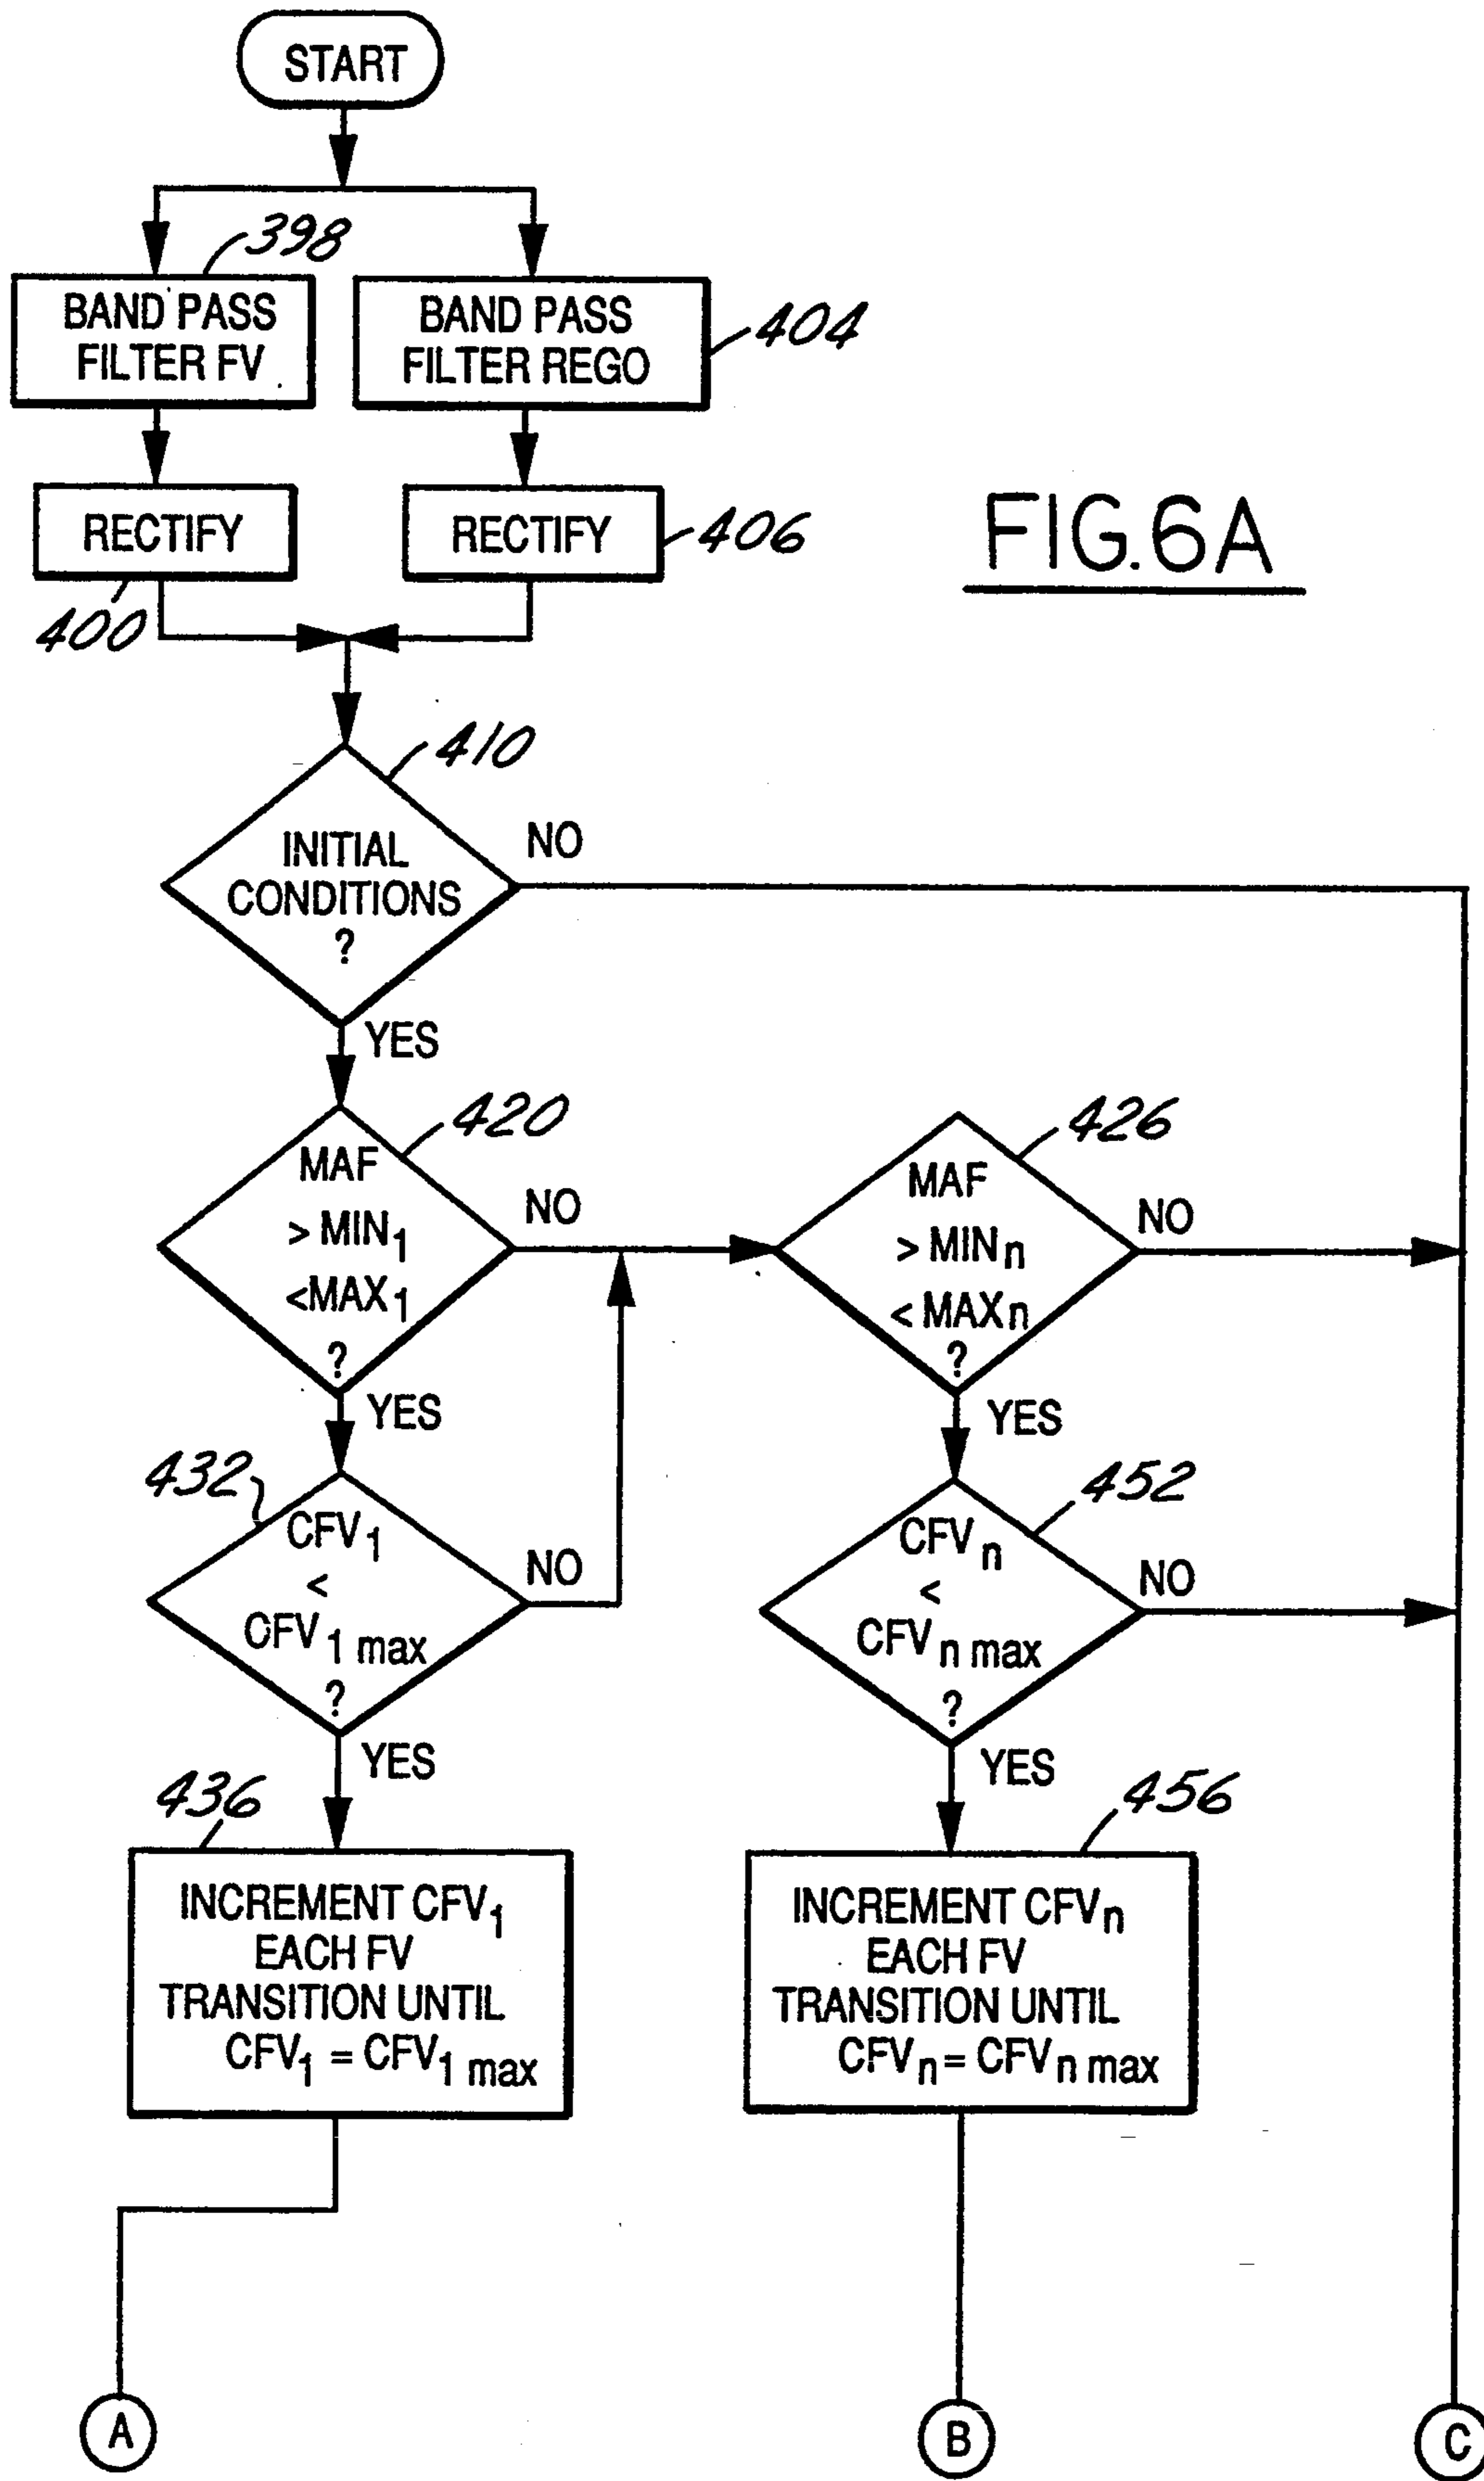 START
398
BAND PASS
FILTER FV
BAND PASS
FILTER REGO
404
RECTIFY
400
RECTIFY
406
FIG.6A
410
INITIAL
CONDITIONS
?
NO
YES
420
MAF
> MIN1
<MAX1
?
NO
YES
426
MAF
> MINn
< MAXn
?
NO
YES
432
CFV1
<
CFV1 max
?
NO
YES
452
CFVn
<
CFVn max
?
NO
YES
436
INCREMENT CFV1
EACH FV
TRANSITION UNTIL
CFV1 = CFV1 max
456
INCREMENT CFVn
EACH FV
TRANSITION UNTIL
CFVn = CFVn max
A
B
C